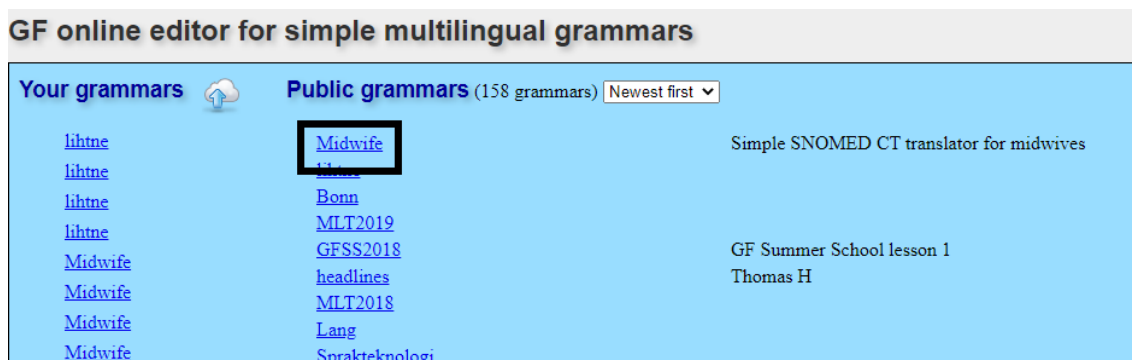 GF online editor for simple multilingual grammars
Your grammars
lihtne
lihtne
lihtne
lihtne
Midwife
Midwife
Midwife
Midwife
Public grammars (158 grammars) Newest first
Midwife Simple SNOMED CT translator for midwives
lihtne
Bonn
MLT2019
GFSS2018 GF Summer School lesson 1
headlines Thomas H
MLT2018
Lang
Sprakteknologi